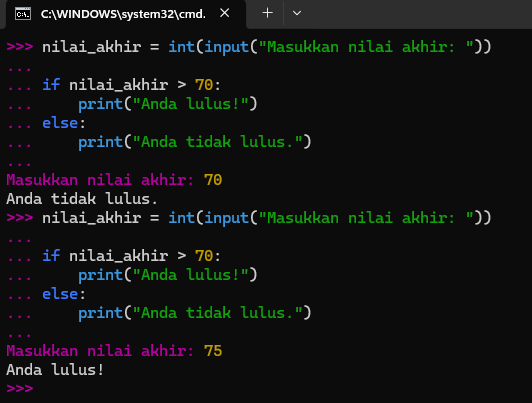 C:\WINDOWS\system32\cmd.
>>> nilai_akhir = int(input("Masukkan nilai akhir: "))
...
... if nilai_akhir > 70:
...     print("Anda lulus!")
... else:
...     print("Anda tidak lulus.")
...
Masukkan nilai akhir: 70
Anda tidak lulus.
>>> nilai_akhir = int(input("Masukkan nilai akhir: "))
...
... if nilai_akhir > 70:
...     print("Anda lulus!")
... else:
...     print("Anda tidak lulus.")
...
Masukkan nilai akhir: 75
Anda lulus!
>>>